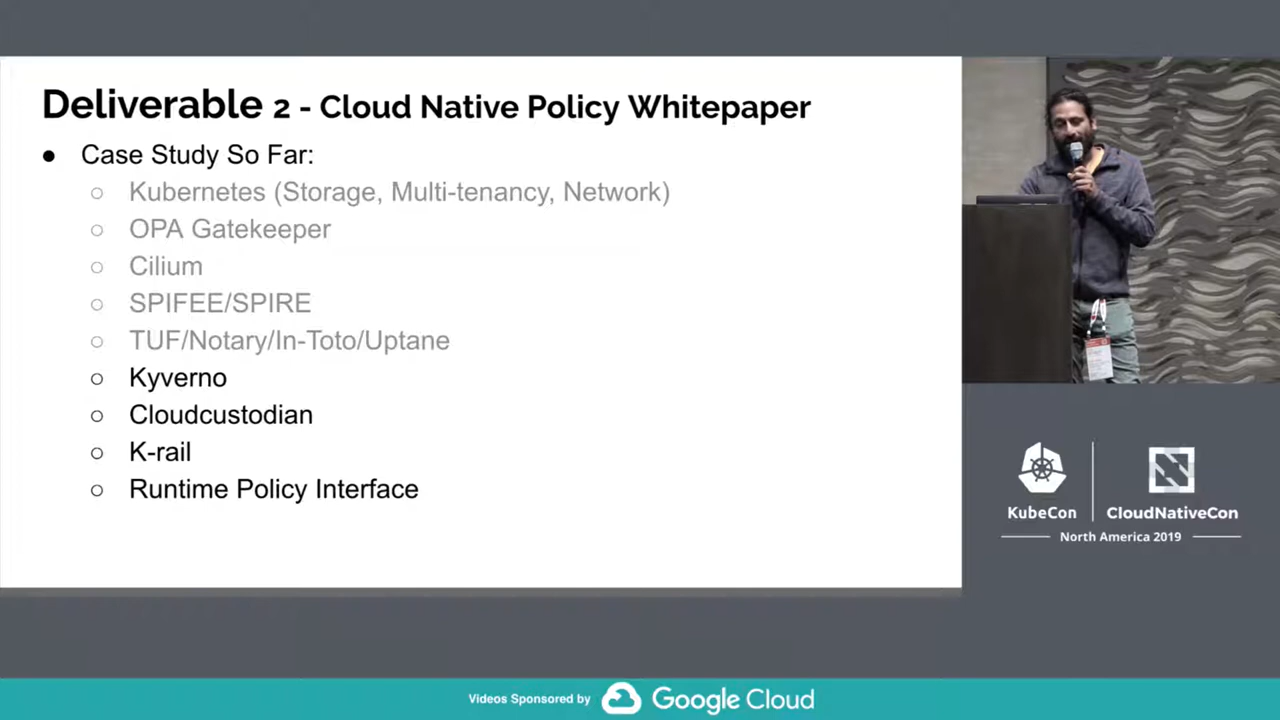 Deliverable 2 - Cloud Native Policy Whitepaper
● Case Study So Far:
○ Kubernetes (Storage, Multi-tenancy, Network)
○ OPA Gatekeeper
○ Cilium
○ SPIFEE/SPIRE
○ TUF/Notary/In-Toto/Uptane
○ Kyverno
○ Cloudcustodian
○ K-rail
○ Runtime Policy Interface
KubeCon
CloudNativeCon
North America 2019
Videos Sponsored by Google Cloud